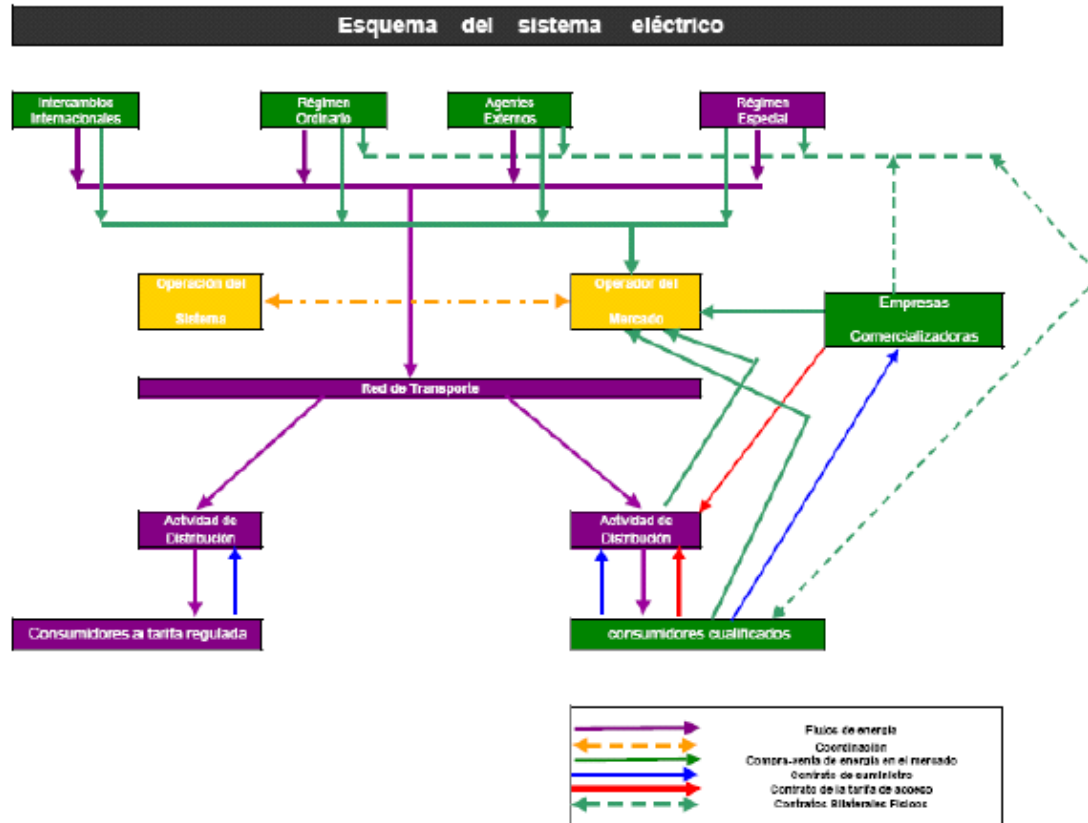 Esquema del sistema eléctrico
Intercambios
Internacionales
Régimen
Ordinario
Agentes
Externos
Régimen
Espedal
Operación del
Sistema
Operador del
Mercado
Empresas
Comercializadoras
Red de Transporte
Actividad de
Distribución
Actividad de
Distribución
Consumidores a tarifa regulada
consumidores cualificados
Flujos de energía
Coordinación
Compra-venta de energía en el mercado
Contrato de suministro
Contrato de la tarifa de acceso
Contratos Bilaterales Físicos